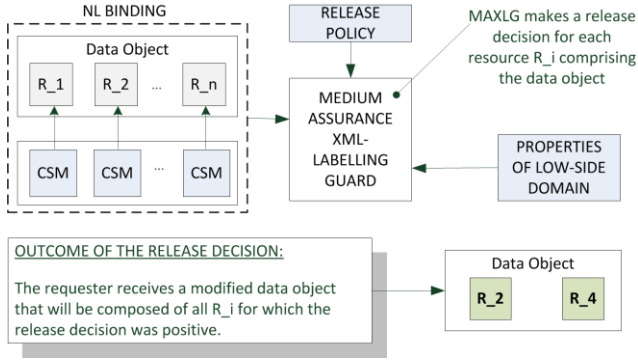 NL BINDING
Data Object
R_1
R_2
...
R_n
CSM
CSM
...
CSM
RELEASE
POLICY
MEDIUM
ASSURANCE
XML-
LABELLING
GUARD
MAXLG makes a release
decision for each
resource R_i comprising
the data object
PROPERTIES
OF LOW-SIDE
DOMAIN
OUTCOME OF THE RELEASE DECISION:
The requester receives a modified data object
that will be composed of all R_i for which the
release decision was positive.
Data Object
R_2
R_4